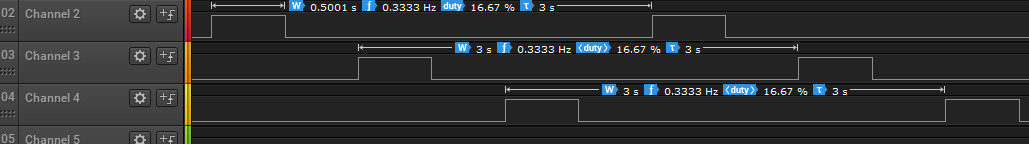 02 Channel 2 W 0.5001 s f 0.3333 Hz duty 16.67 % τ 3 s
03 Channel 3 W 3 s f 0.3333 Hz ⟨duty⟩ 16.67 % τ 3 s
04 Channel 4 W 3 s f 0.3333 Hz ⟨duty⟩ 16.67 % τ 3 s
05 Channel 5